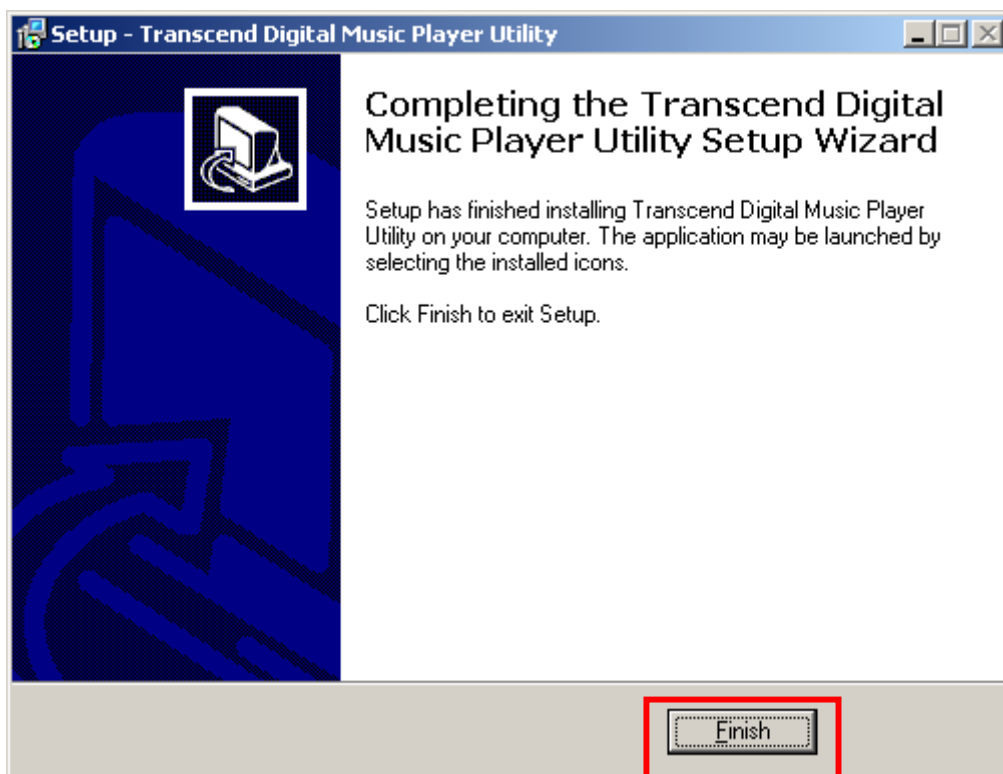 Setup - Transcend Digital Music Player Utility
Completing the Transcend Digital
Music Player Utility Setup Wizard
Setup has finished installing Transcend Digital Music Player
Utility on your computer. The application may be launched by
selecting the installed icons.
Click Finish to exit Setup.
Finish